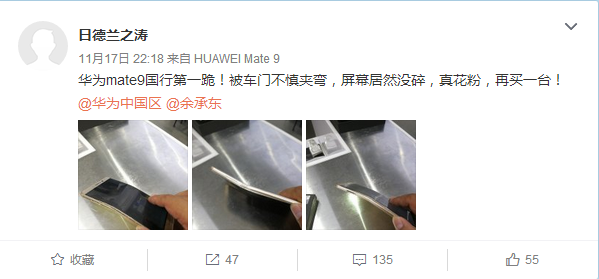 日德兰之涛
11月17日 22:18 来自 HUAWEI Mate 9
华为mate9国行第一跪！被车门不慎夹弯，屏幕居然没碎，真花粉，再买一台！
@华为中国区 @余承东
收藏 47 135 55